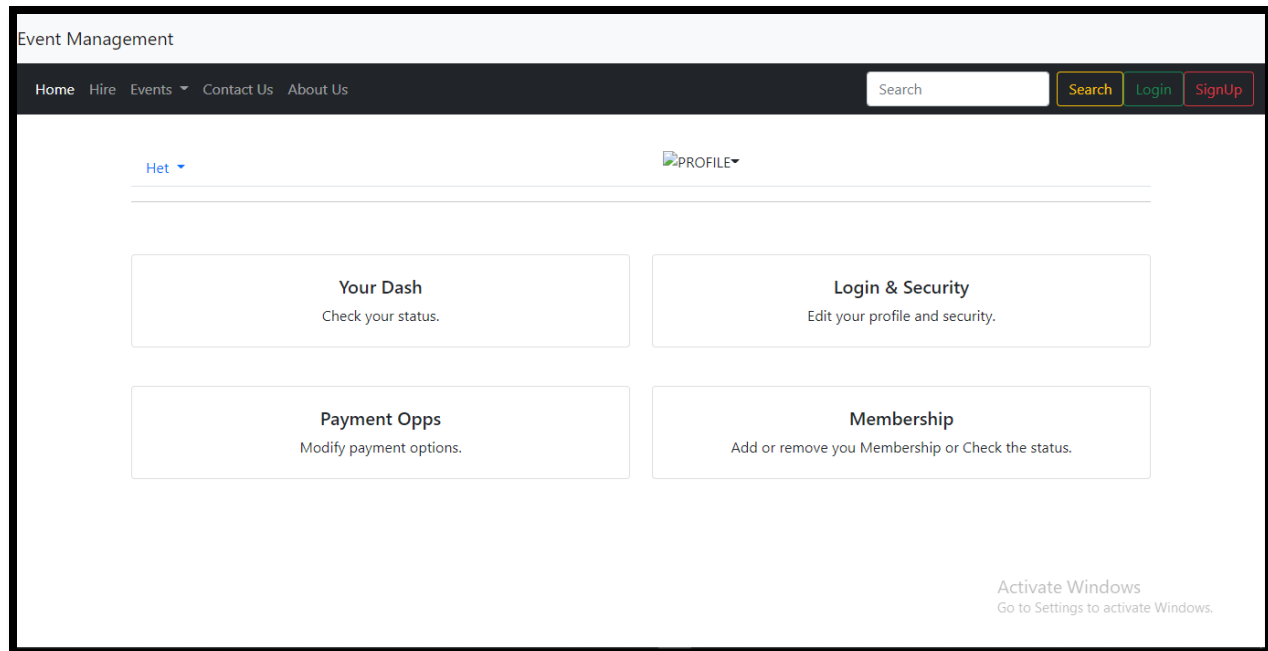 Event Management
Home Hire Events Contact Us About Us Search Search Login SignUp
Het PROFILE
Your Dash
Check your status.
Login & Security
Edit your profile and security.
Payment Opps
Modify payment options.
Membership
Add or remove you Membership or Check the status.
Activate Windows
Go to Settings to activate Windows.